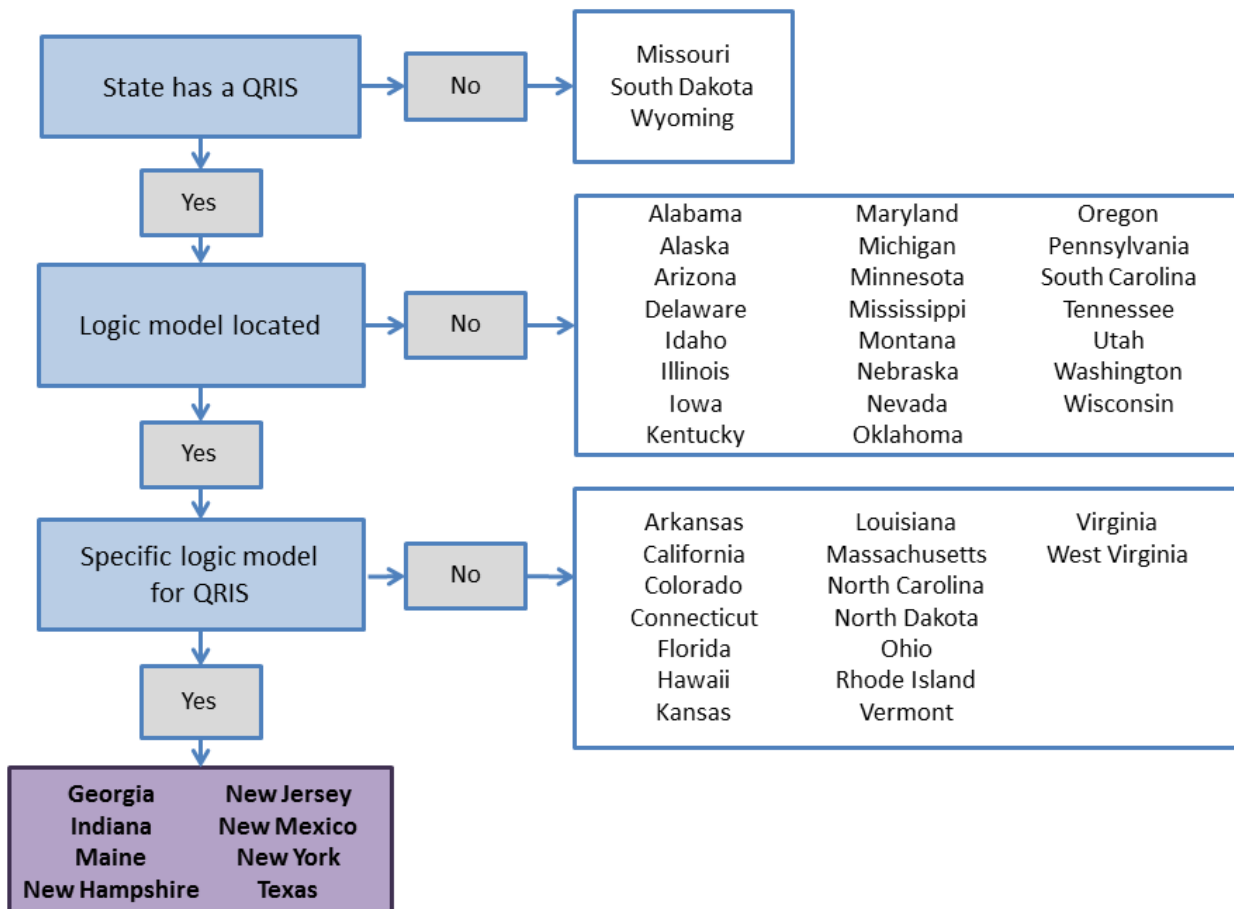 State has a QRIS
No
Missouri
South Dakota
Wyoming
Yes
Logic model located
No
Alabama Maryland Oregon
Alaska Michigan Pennsylvania
Arizona Minnesota South Carolina
Delaware Mississippi Tennessee
Idaho Montana Utah
Illinois Nebraska Washington
Iowa Nevada Wisconsin
Kentucky Oklahoma
Yes
Specific logic model
for QRIS
No
Arkansas Louisiana Virginia
California Massachusetts West Virginia
Colorado North Carolina
Connecticut North Dakota
Florida Ohio
Hawaii Rhode Island
Kansas Vermont
Yes
Georgia New Jersey
Indiana New Mexico
Maine New York
New Hampshire Texas